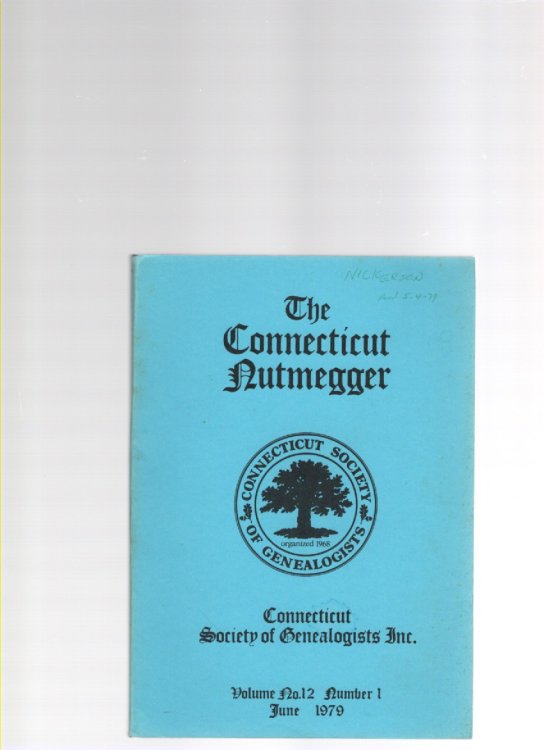 NICKERSON
5-4-79
The
Connecticut
Nutmegger
CONNECTICUT SOCIETY
OF GENEALOGISTS
organized 1968
Connecticut
Society of Genealogists Inc.
Volume No.12 Number 1
June 1979